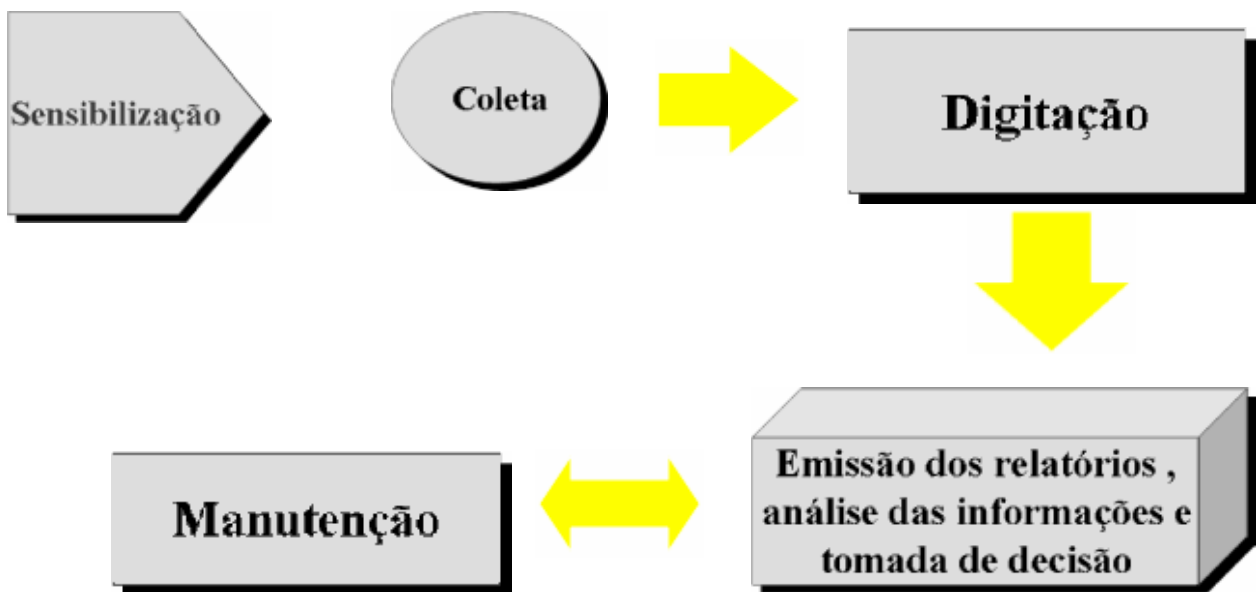 Sensibilização
Coleta
Digitação
Emissão dos relatórios ,
análise das informações e
tomada de decisão
Manutenção